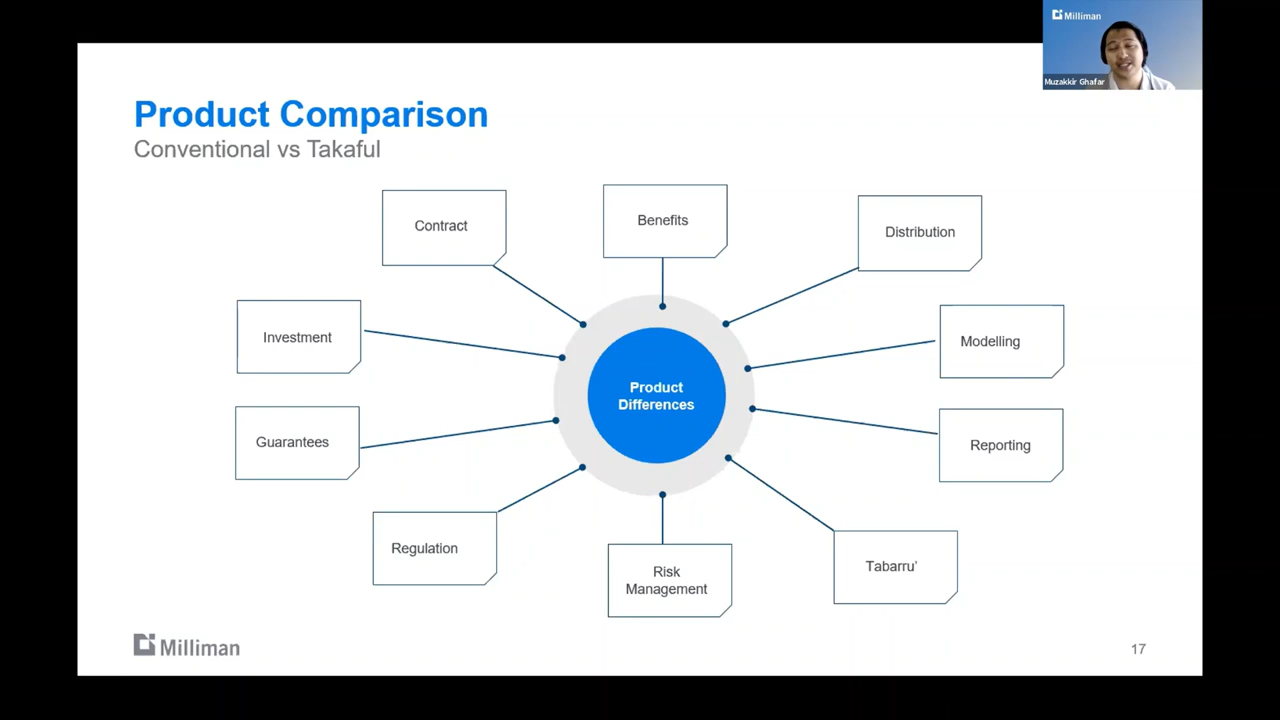 Milliman
Muzakkir Ghafar
Product Comparison
Conventional vs Takaful
Contract
Benefits
Distribution
Investment
Modelling
Product
Differences
Guarantees
Reporting
Regulation
Risk
Management
Tabarru’
Milliman
17